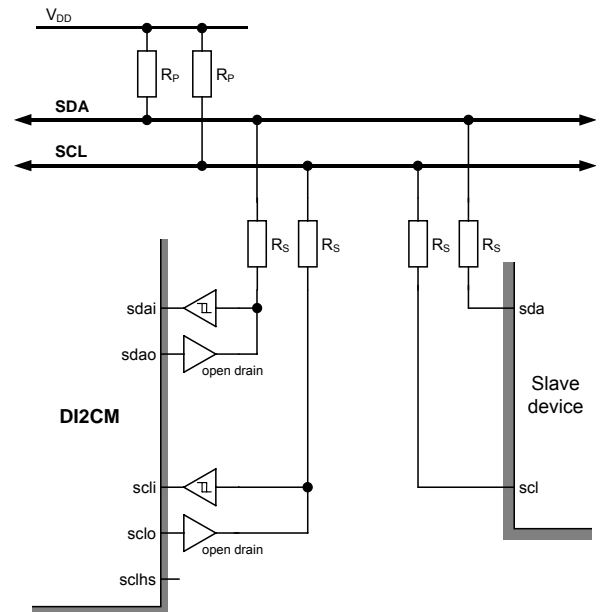 VDD
RP RP
SDA
SCL
RS RS RS RS
sdai
sda
sdao
open drain
Slave
device
DI2CM
scli
scl
sclo
open drain
sclhs